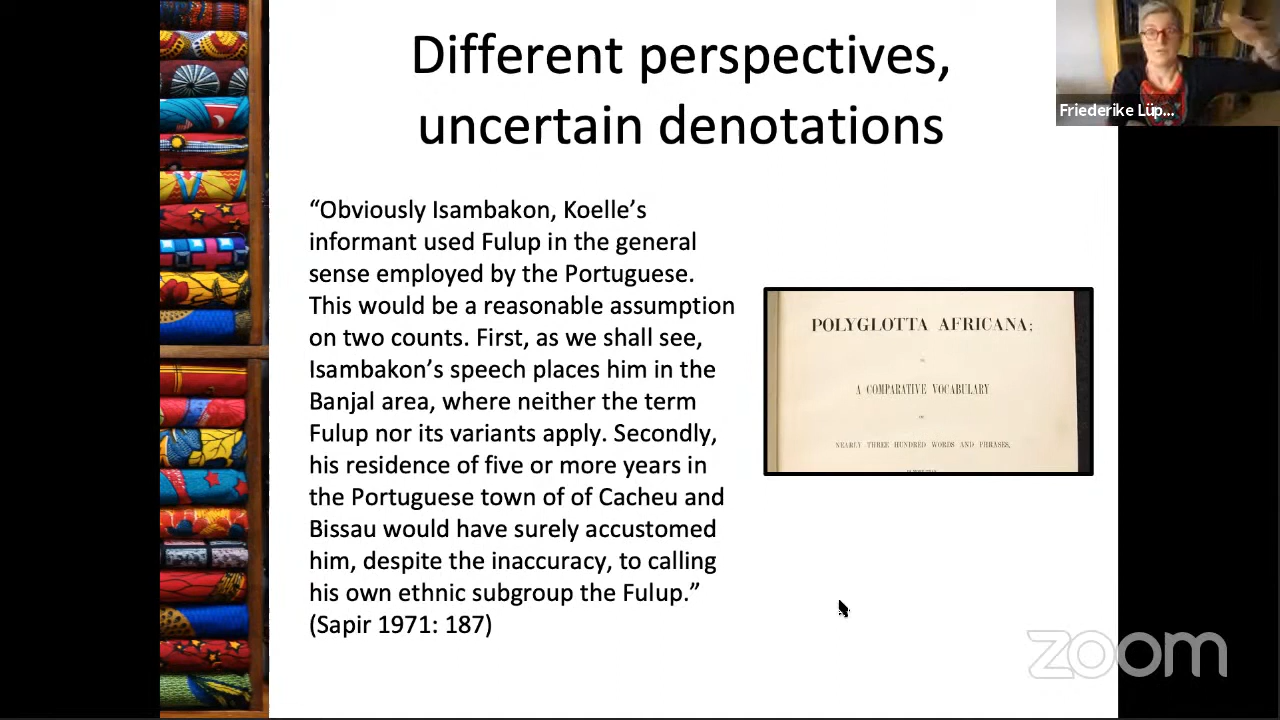 Different perspectives,
uncertain denotations
Friederike Lüp...
“Obviously Isambakon, Koelle’s
informant used Fulup in the general
sense employed by the Portuguese.
This would be a reasonable assumption
on two counts. First, as we shall see,
Isambakon’s speech places him in the
Banjal area, where neither the term
Fulup nor its variants apply. Secondly,
his residence of five or more years in
the Portuguese town of of Cacheu and
Bissau would have surely accustomed
him, despite the inaccuracy, to calling
his own ethnic subgroup the Fulup.”
(Sapir 1971: 187)
POLYGLOTTA AFRICANA;
A COMPARATIVE VOCABULARY
NEARLY THREE HUNDRED WORDS AND PHRASES,
zoom